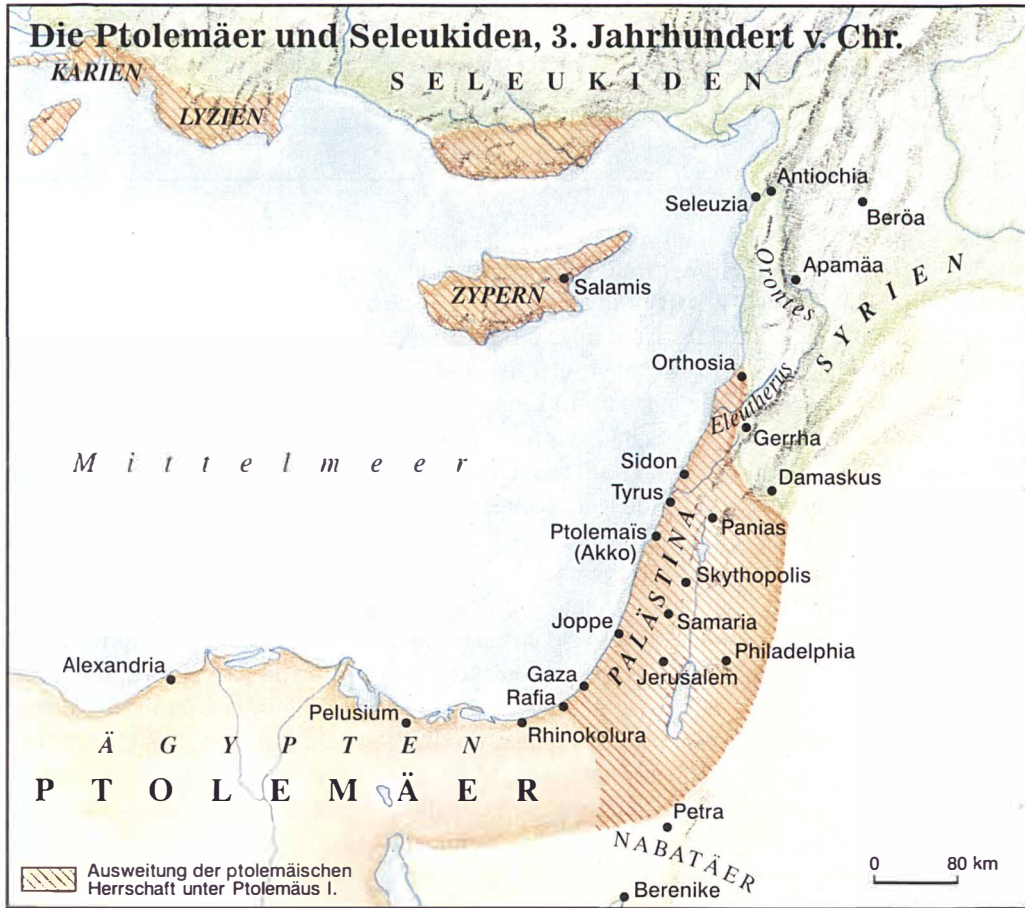 Die Ptolemäer und Seleukiden, 3. Jahrhundert v. Chr.
KARIEN
SELEUKIDEN
LYZIEN
Antiochia
Seleuzia
Beröa
Orontes
Apamäa
SYRIEN
ZYPERN
Salamis
Orthosia
Eleutherus
Gerrha
Mittelmeer
Sidon
Damaskus
Tyrus
Panias
Ptolemaïs
(Akko)
PALÄSTINA
Skythopolis
Samaria
Joppe
Philadelphia
Jerusalem
Alexandria
Gaza
Rafia
Pelusium
Rhinokolura
ÄGYPTEN
PTOLEMÄER
Petra
NABATÄER
Ausweitung der ptolemäischen
Herrschaft unter Ptolemäus I.
0 80 km
Berenike